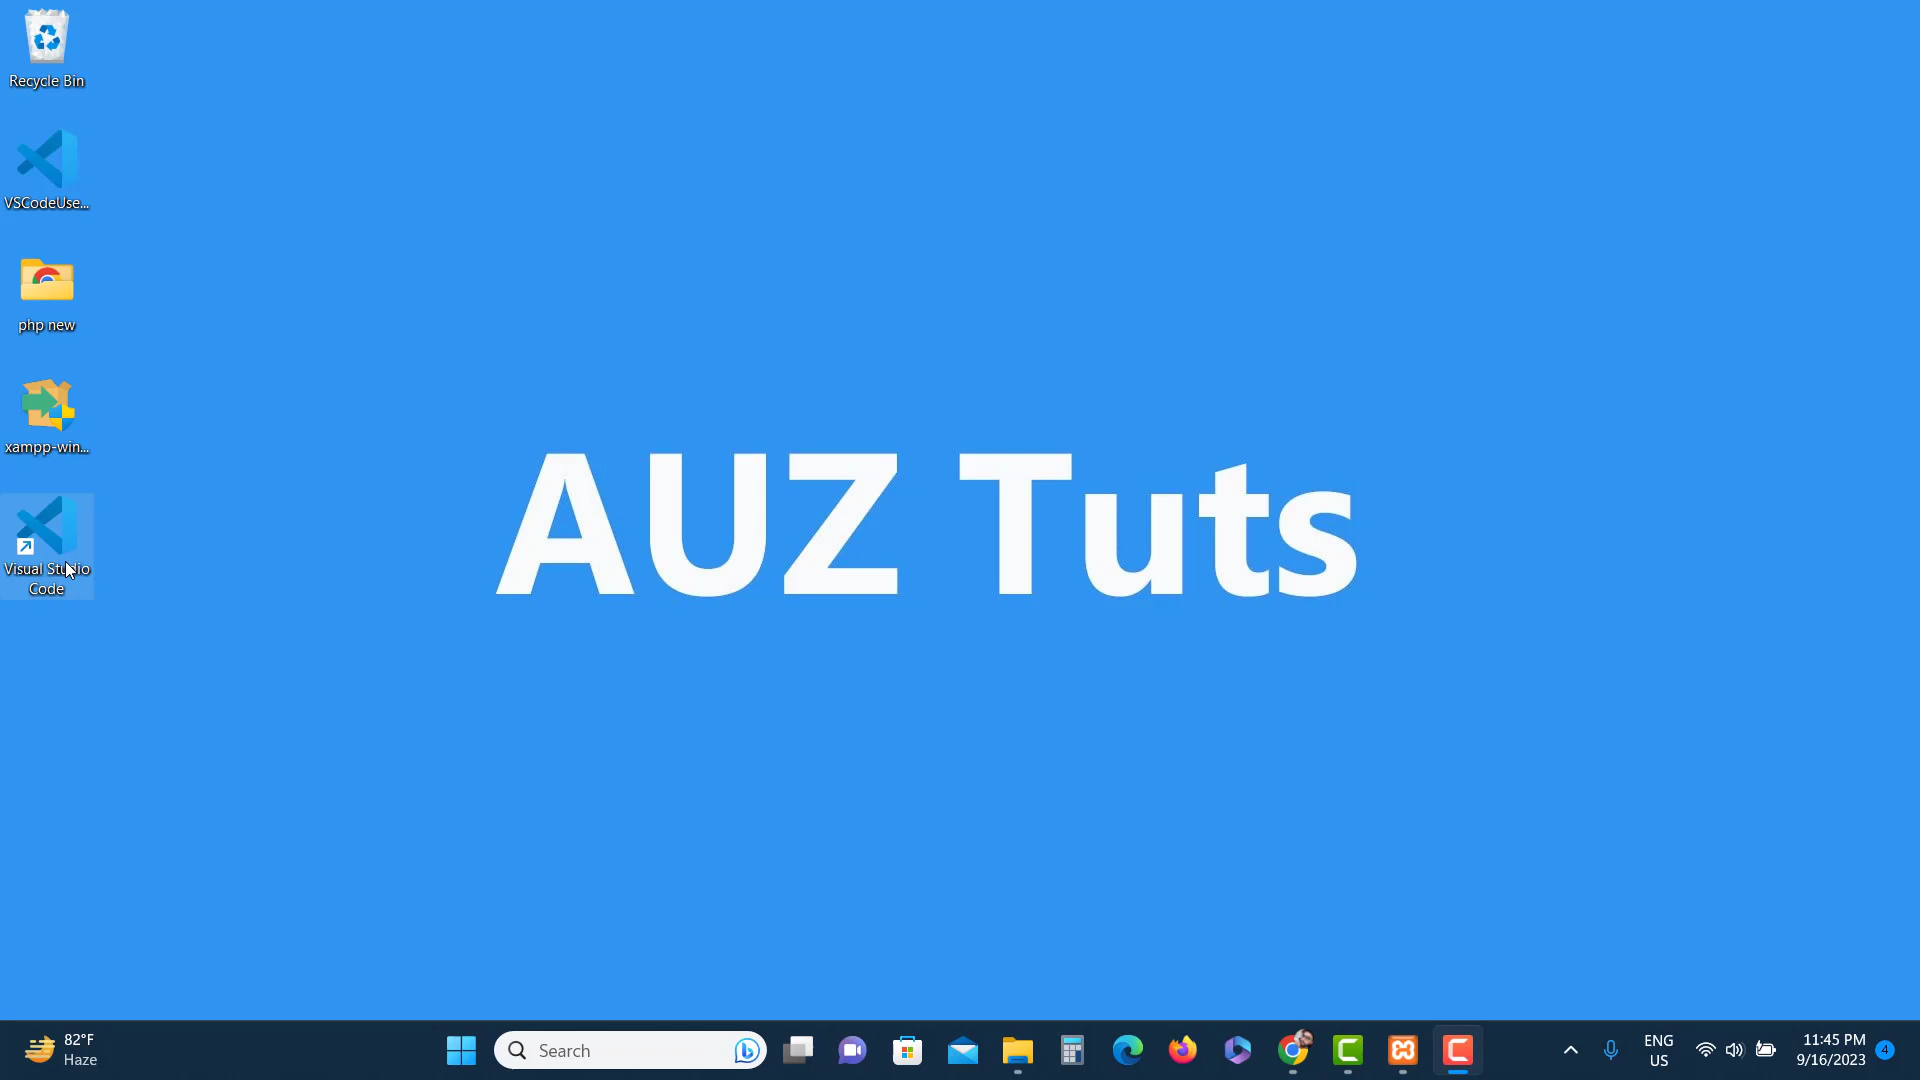 Recycle Bin
VSCodeUse...
php new
xampp-win...
Visual Studio
Code
AUZ Tuts
82°F
Haze
Search
ENG
US
11:45 PM
9/16/2023
4